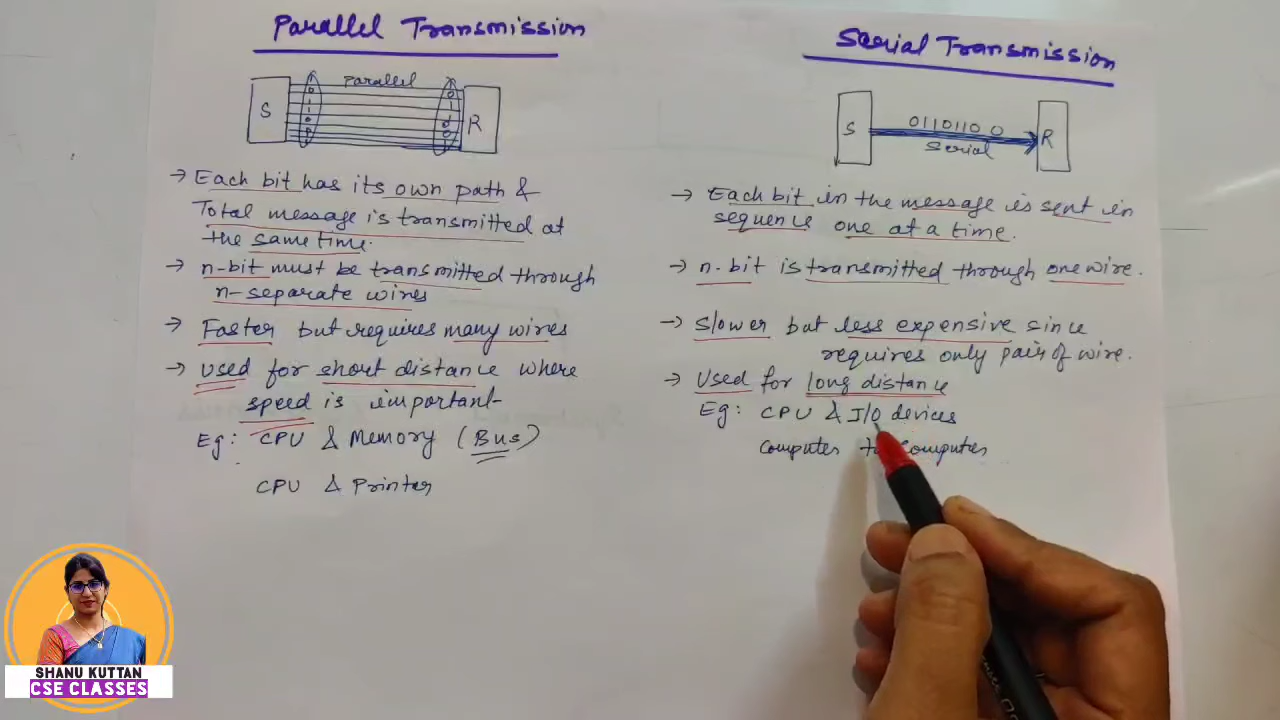 Parallel Transmission
Parallel
S
R
→ Each bit has its own path &
Total message is transmitted at
the same time.
→ n-bit must be transmitted through
n-separate wires
→ Faster but requires many wires
→ used for short distance where
speed is important
Eg: CPU & Memory (Bus)
CPU & Printer
Serial Transmission
S
0110110 0
Serial
R
→ Each bit in the message is sent in
sequence one at a time.
→ n-bit is transmitted through one wire.
→ Slower but less expensive since
requires only pair of wire.
→ Used for long distance
Eg: CPU & I/O devices
Computer to Computer
SHANU KUTTAN
CSE CLASSES